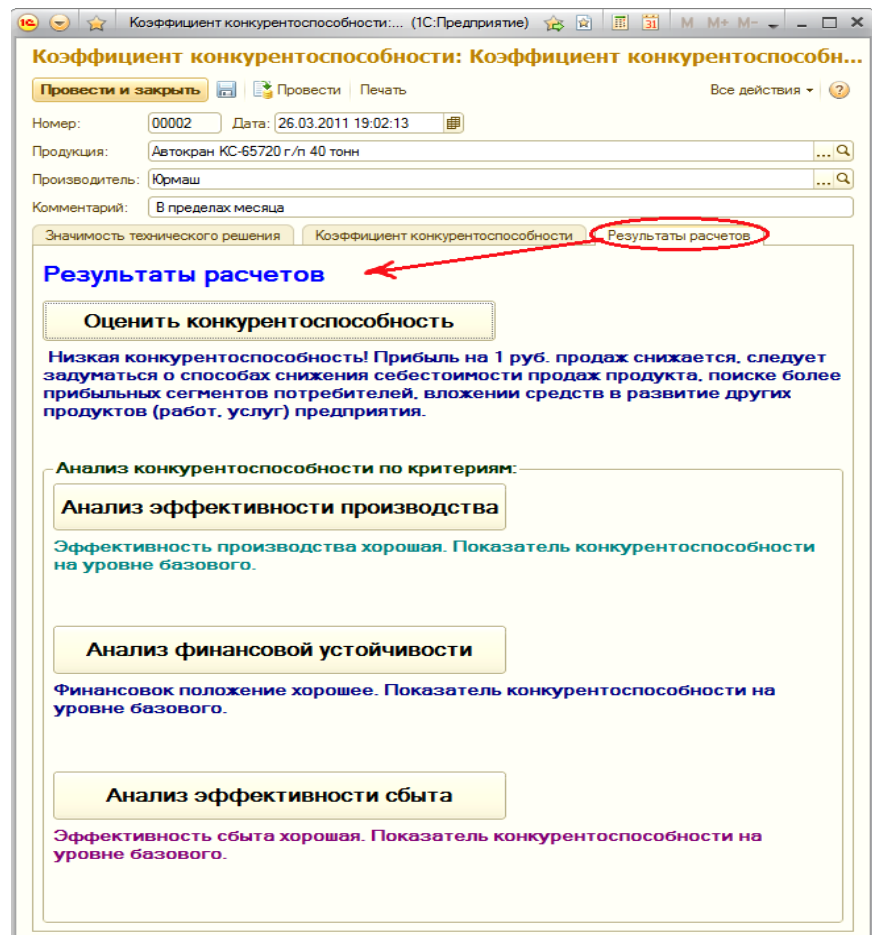 Коэффициент конкурентоспособности:... (1С:Предприятие) M M+ M-
Коэффициент конкурентоспособности: Коэффициент конкурентоспособн...
Провести и закрыть Провести Печать Все действия
Номер: 00002 Дата: 26.03.2011 19:02:13
Продукция: Автокран КС-65720 г/п 40 тонн ...
Производитель: Юрмаш ...
Комментарий: В пределах месяца
Значимость технического решения Коэффициент конкурентоспособности Результаты расчетов
Результаты расчетов
Оценить конкурентоспособность
Низкая конкурентоспособность! Прибыль на 1 руб. продаж снижается, следует
задуматься о способах снижения себестоимости продаж продукта, поиске более
прибыльных сегментов потребителей, вложении средств в развитие других
продуктов (работ, услуг) предприятия.
Анализ конкурентоспособности по критериям:
Анализ эффективности производства
Эффективность производства хорошая. Показатель конкурентоспособности
на уровне базового.
Анализ финансовой устойчивости
Финансовок положение хорошее. Показатель конкурентоспособности на
уровне базового.
Анализ эффективности сбыта
Эффективность сбыта хорошая. Показатель конкурентоспособности на
уровне базового.